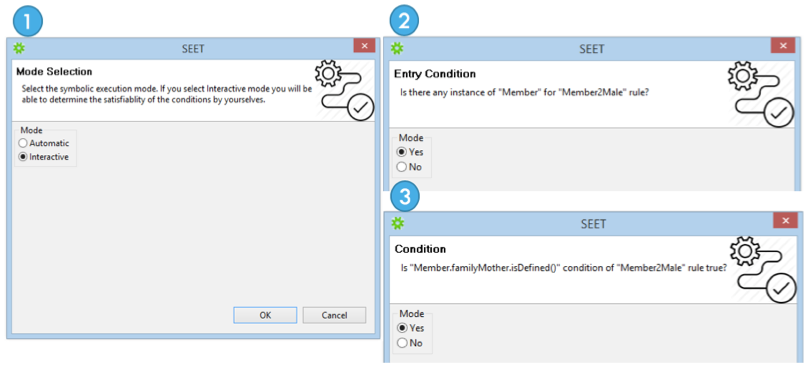 1
SEET
Mode Selection
Select the symbolic execution mode. If you select Interactive mode you will be
able to determine the satisfiablity of the conditions by yourselves.
Mode
Automatic
Interactive
OK Cancel
2
SEET
Entry Condition
Is there any instance of "Member" for "Member2Male" rule?
Mode
Yes
No
3
SEET
Condition
Is "Member.familyMother.isDefined()" condition of "Member2Male" rule true?
Mode
Yes
No